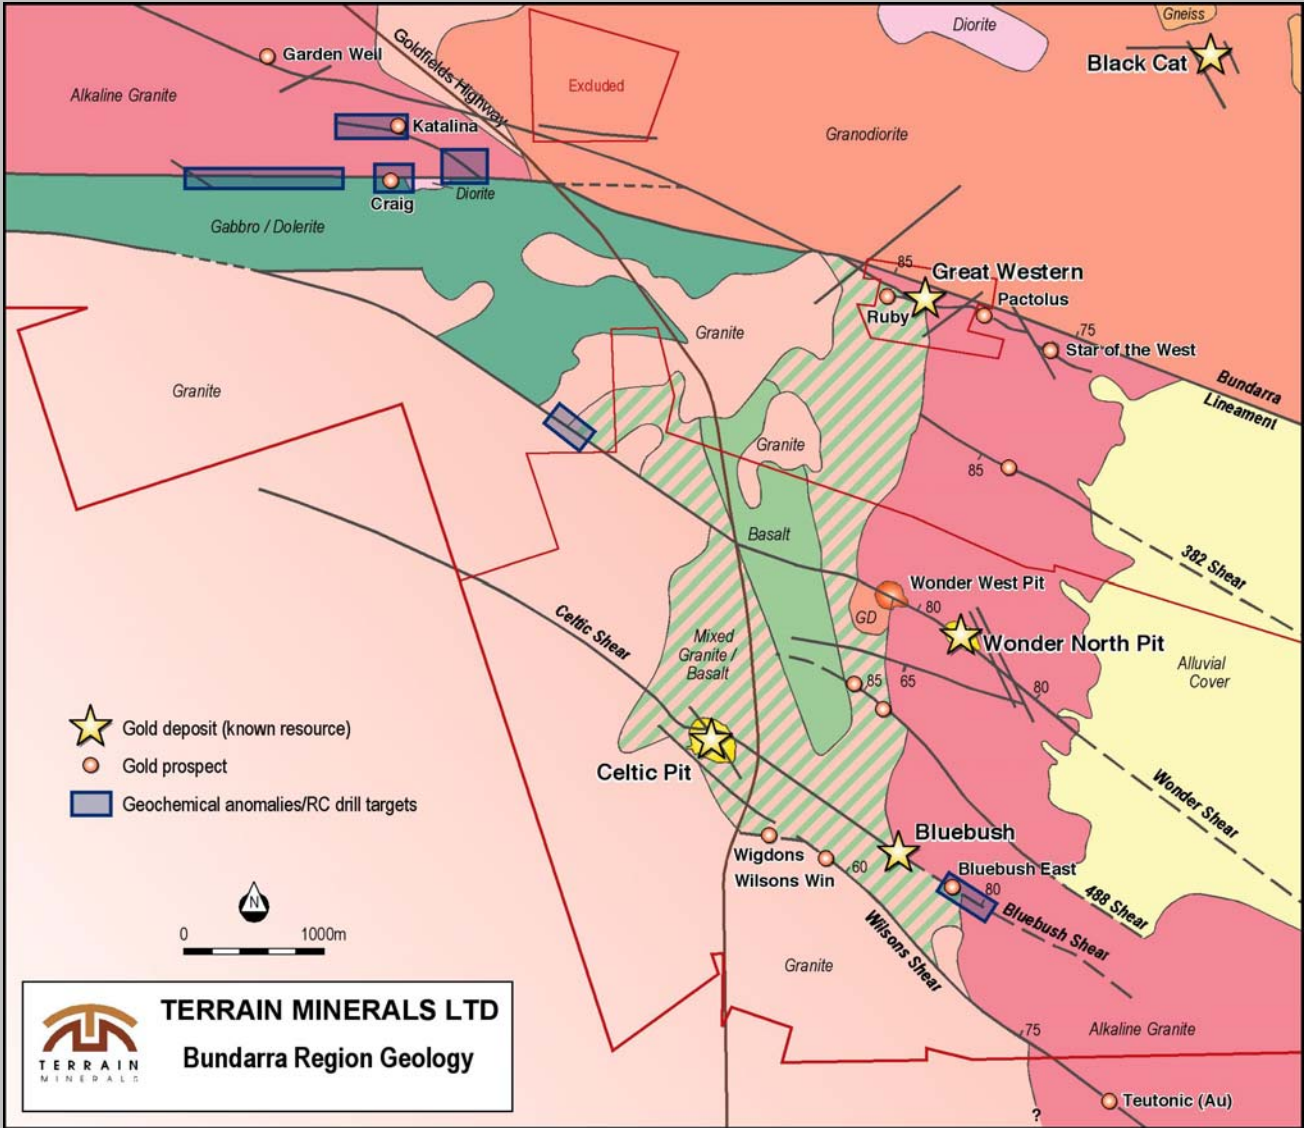 Gneiss
Diorite
Black Cat
Goldfields Highway
Garden Well
Excluded
Alkaline Granite
Katalina
Granodiorite
Diorite
Craig
Gabbro / Dolerite
85
Great Western
Pactolus
Ruby
Granite
75
Star of the West
Bundarra
Lineament
Granite
Granite
85
Basalt
382 Shear
Wonder West Pit
80
GD
Celtic Shear
Mixed
Granite /
Basalt
Wonder North Pit
Alluvial
Cover
85
65
80
Gold deposit (known resource)
Gold prospect
Geochemical anomalies/RC drill targets
Celtic Pit
Wonder Shear
Bluebush
Wigdons
Wilsons Win
60
Bluebush East
80
488 Shear
Bluebush Shear
Wilsons Shear
N
0
1000m
Granite
75
Alkaline Granite
TERRAIN
MINERALS
TERRAIN MINERALS LTD
Bundarra Region Geology
?
Teutonic (Au)